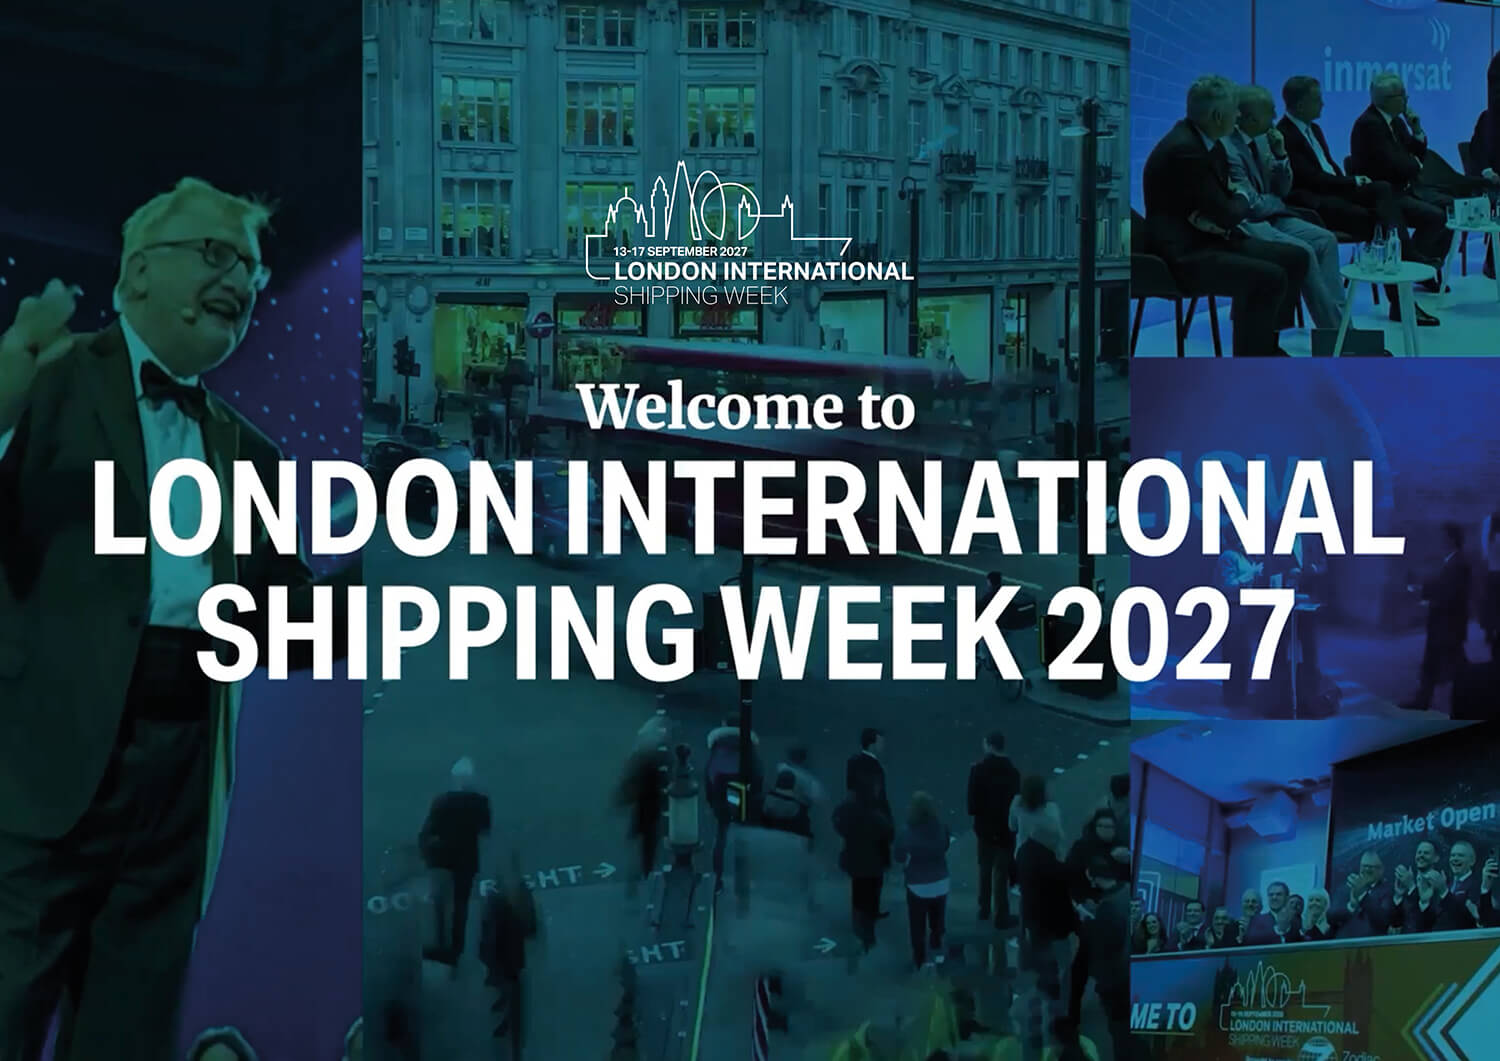 inmarsat
13-17 SEPTEMBER 2027
LONDON INTERNATIONAL
SHIPPING WEEK
Welcome to
LONDON INTERNATIONAL
SHIPPING WEEK 2027
Market Open
RIGHT →
ME TO
LONDON INTERNATIONAL
SHIPPING WEEK